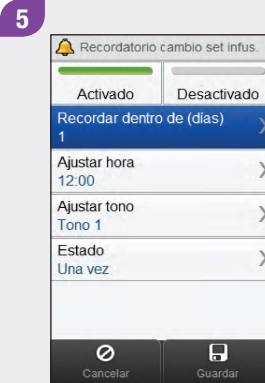 5
Recordatorio cambio set infus.
Activado Desactivado
Recordar dentro de (días)
1
Ajustar hora
12:00
Ajustar tono
Tono 1
Estado
Una vez
Cancelar Guardar